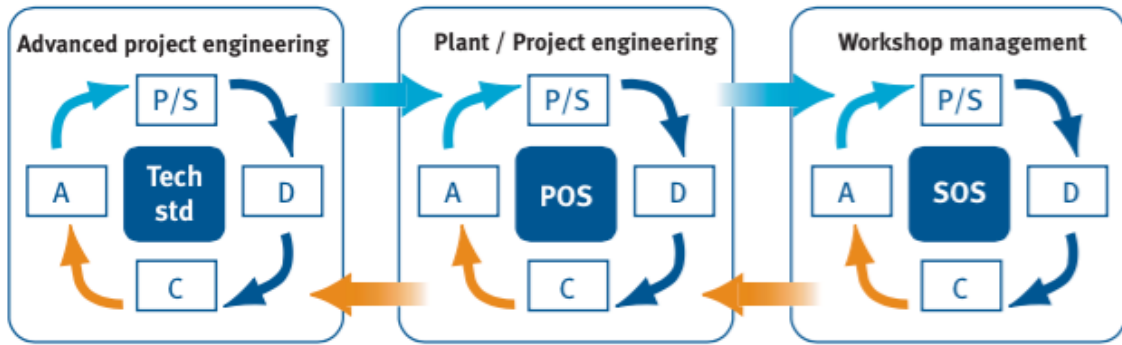 Advanced project engineering
P/S
A
Tech
std
D
C
Plant / Project engineering
P/S
A
POS
D
C
Workshop management
P/S
A
SOS
D
C